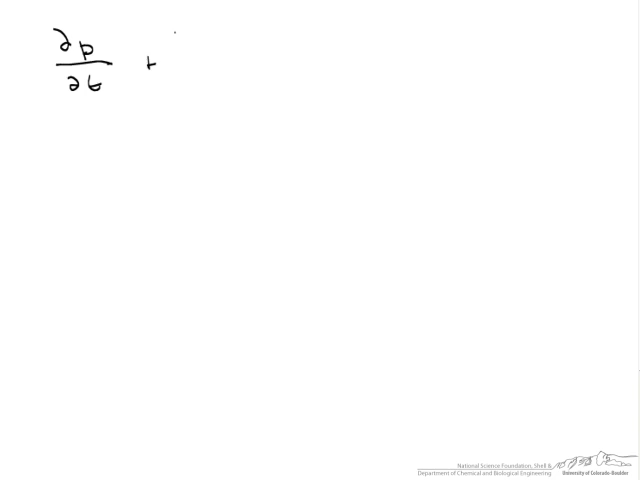 ∂p
∂t +
National Science Foundation, Shell &
Department of Chemical and Biological Engineering
University of Colorado-Boulder